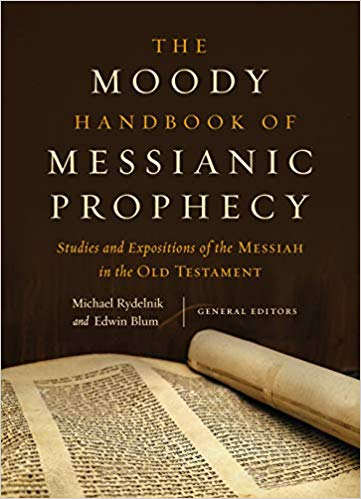 THE
MOODY
HANDBOOK OF
MESSIANIC
PROPHECY
Studies and Expositions of the MESSIAH
in the OLD TESTAMENT
Michael Rydelnik
and Edwin Blum
GENERAL EDITORS